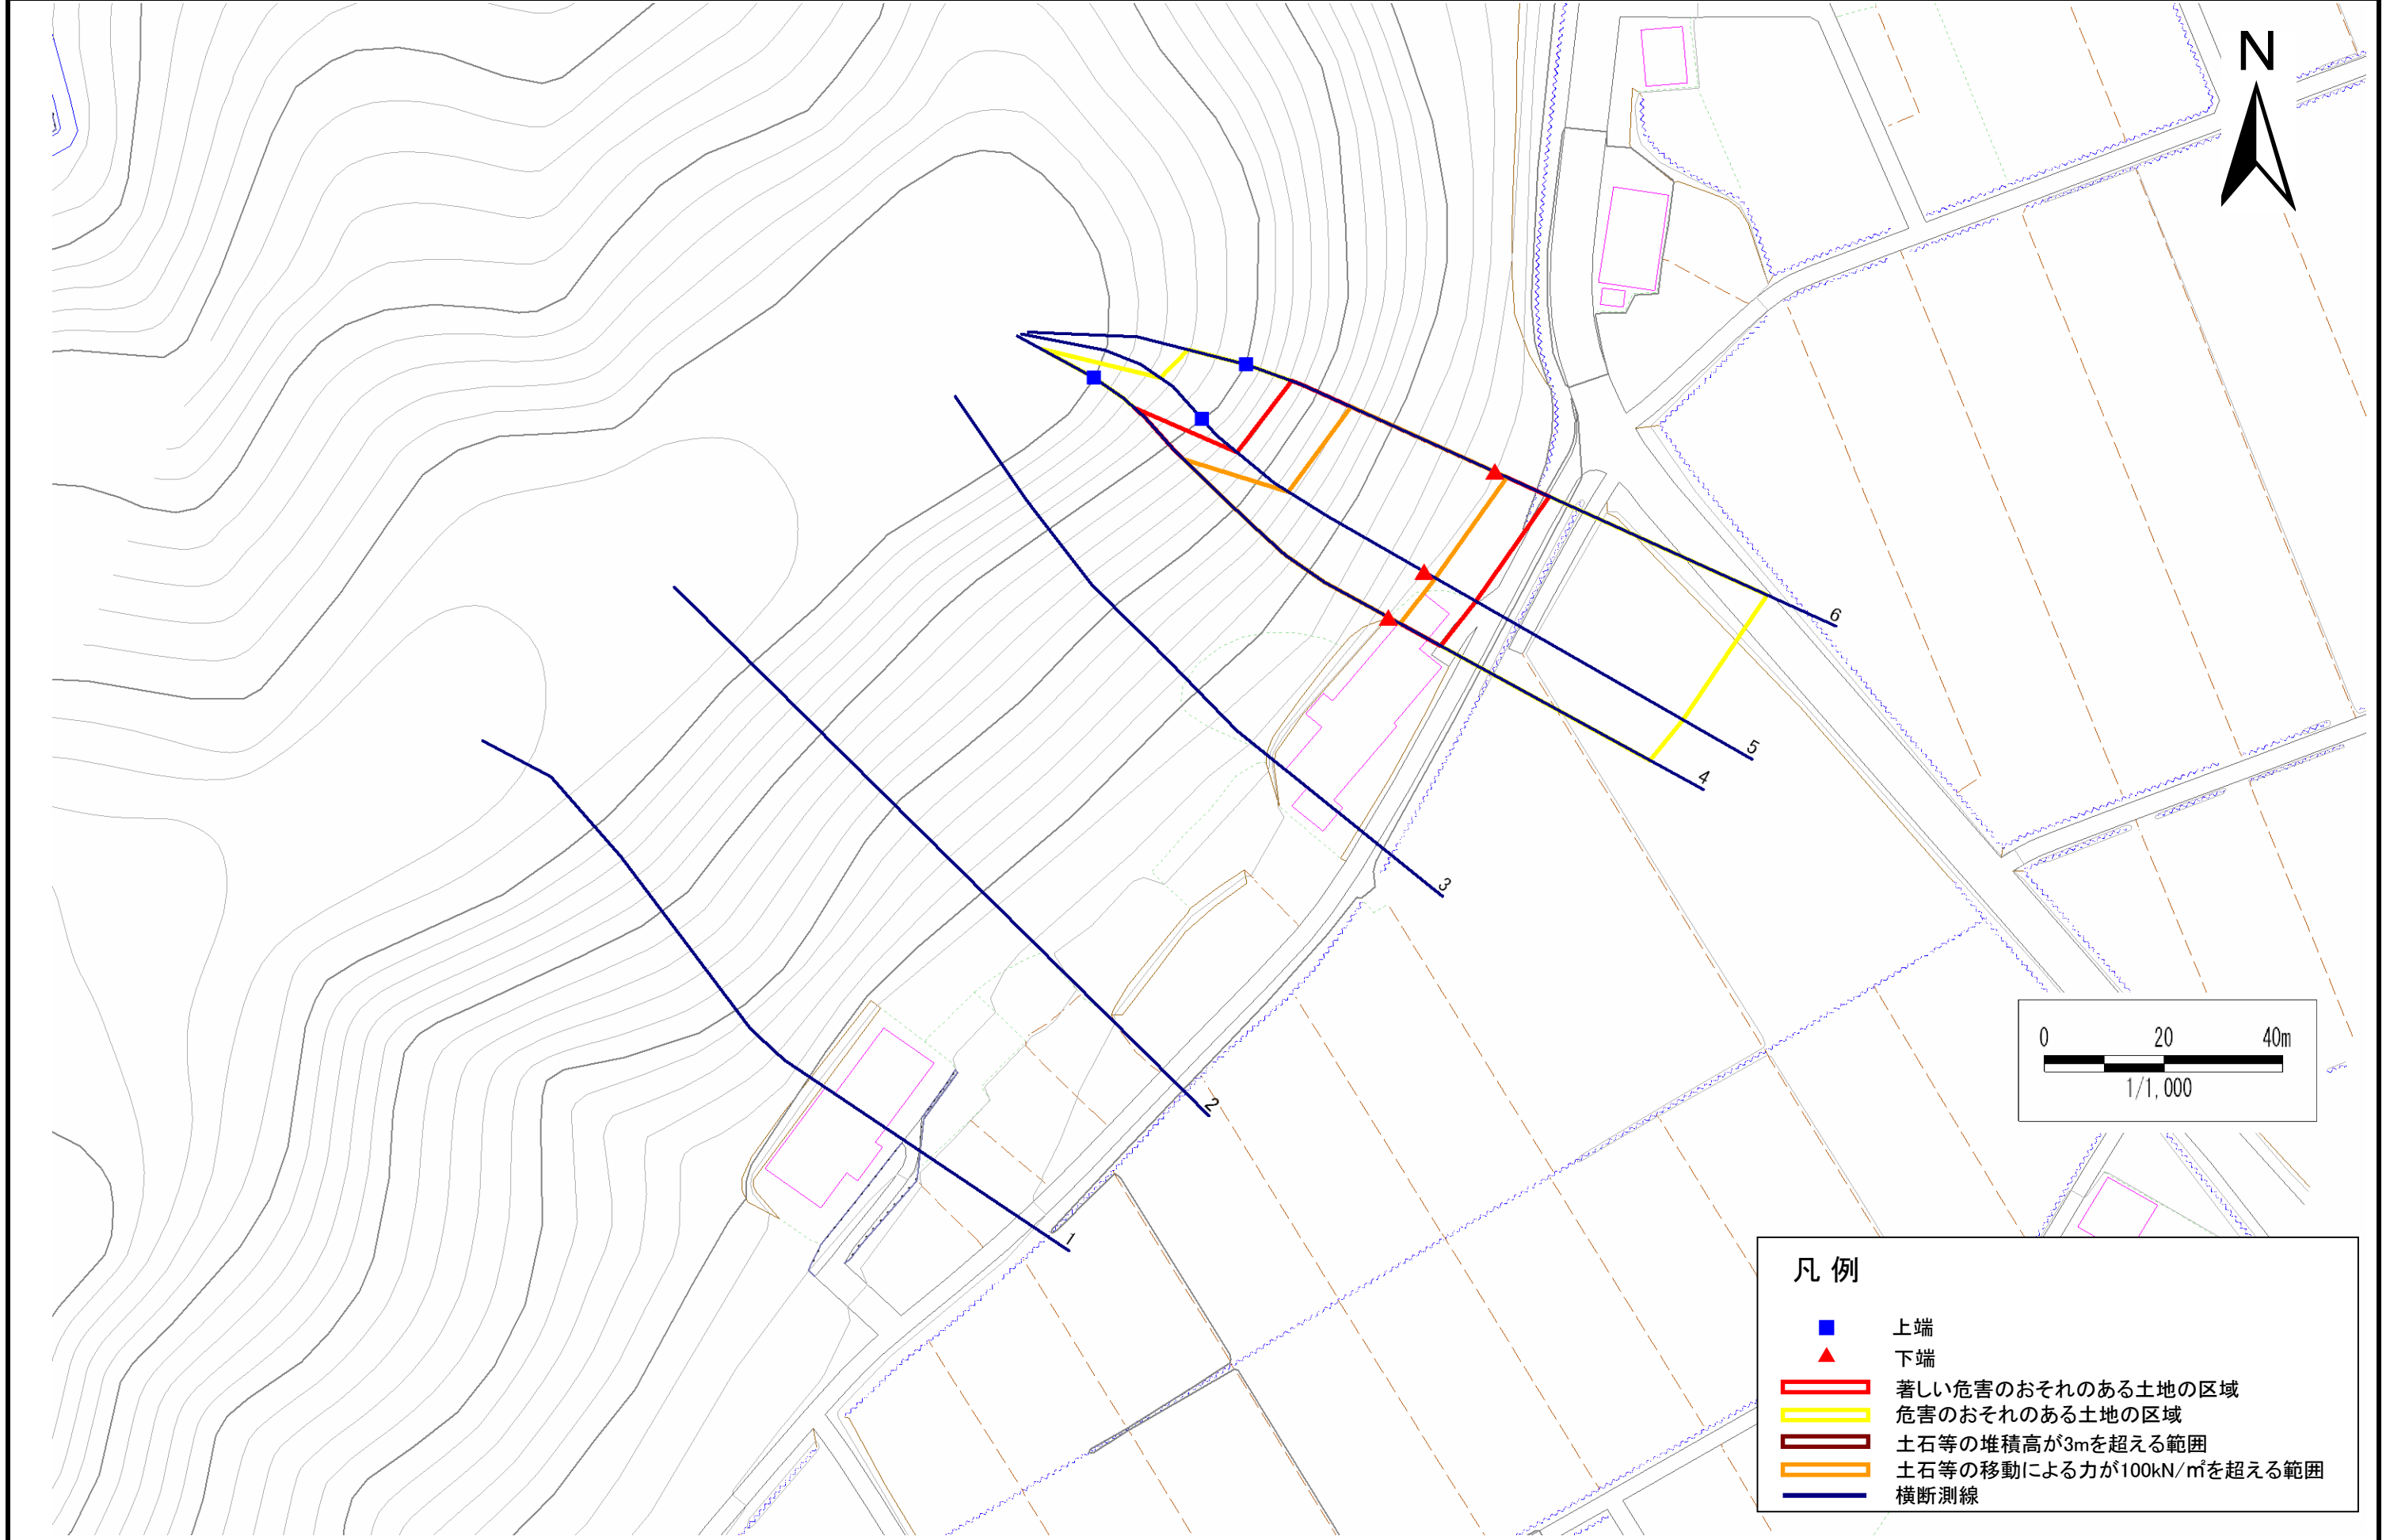 N
6
5
4
3
2
1
0 20 40m
1/1,000
凡 例
上端
下端
著しい危害のおそれのある土地の区域
危害のおそれのある土地の区域
土石等の堆積高が3mを超える範囲
土石等の移動による力が100kN/㎡を超える範囲
横断測線